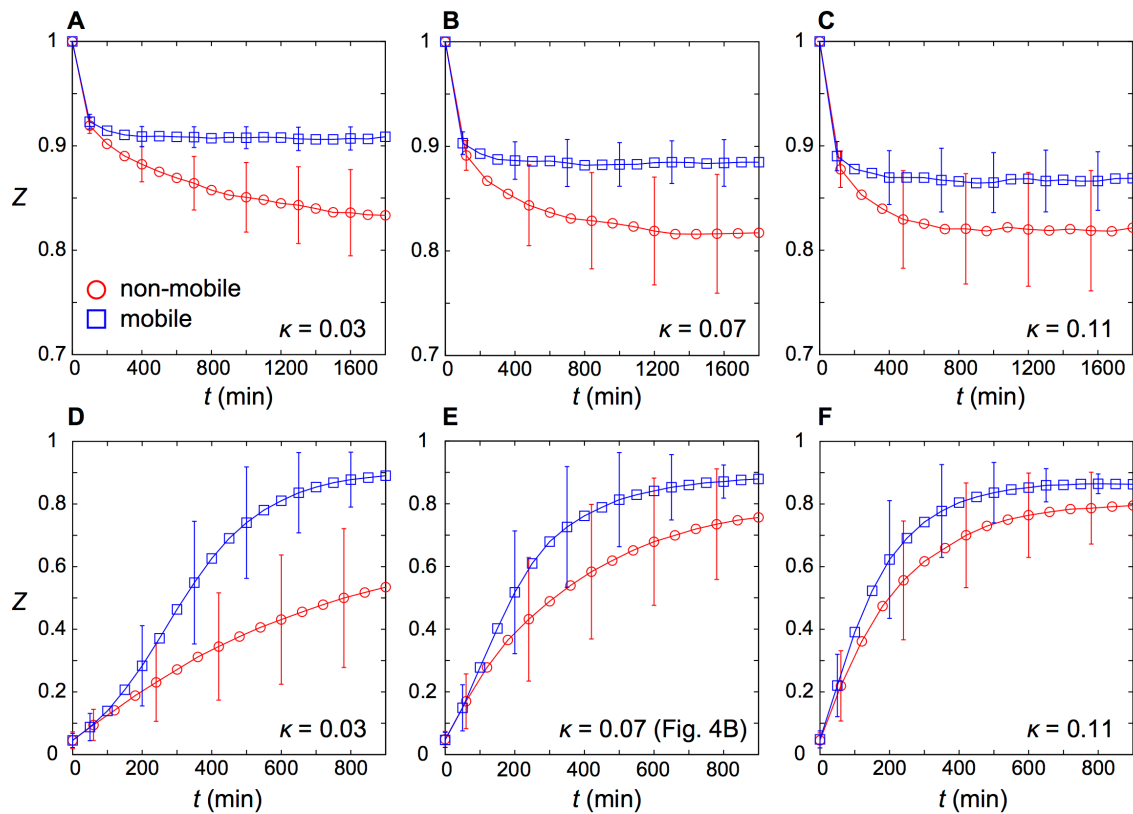 A
B
C
1
0.9
0.8
0.7
Z
non-mobile
mobile
κ = 0.03
0 400 800 1200 1600
t (min)
1
0.9
0.8
0.7
κ = 0.07
0 400 800 1200 1600
t (min)
1
0.9
0.8
0.7
κ = 0.11
0 400 800 1200 1600
t (min)
D
E
F
1
0.8
0.6
0.4
0.2
0
Z
κ = 0.03
0 200 400 600 800
t (min)
1
0.8
0.6
0.4
0.2
0
κ = 0.07 (Fig. 4B)
0 200 400 600 800
t (min)
1
0.8
0.6
0.4
0.2
0
κ = 0.11
0 200 400 600 800
t (min)